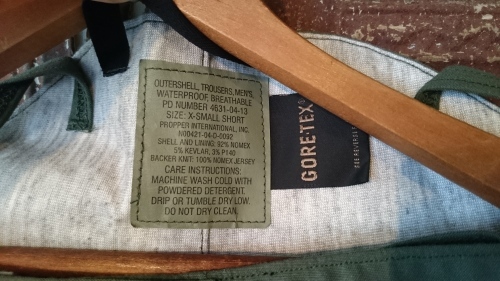 OUTERSHELL, TROUSERS, MEN'S,
WATERPROOF, BREATHABLE
PD NUMBER 4631-04-13
SIZE: X-SMALL SHORT
PROPPER INTERNATIONAL, INC.
N00421-04-D-0092
SHELL AND LINING: 92% NOMEX
5% KEVLAR, 3% P140
BACKER KNIT: 100% NOMEX JERSEY
CARE INSTRUCTIONS:
MACHINE WASH COLD WITH
POWDERED DETERGENT.
DRIP OR TUMBLE DRY LOW.
DO NOT DRY CLEAN.
GORE-TEX®
SEE REVERSE